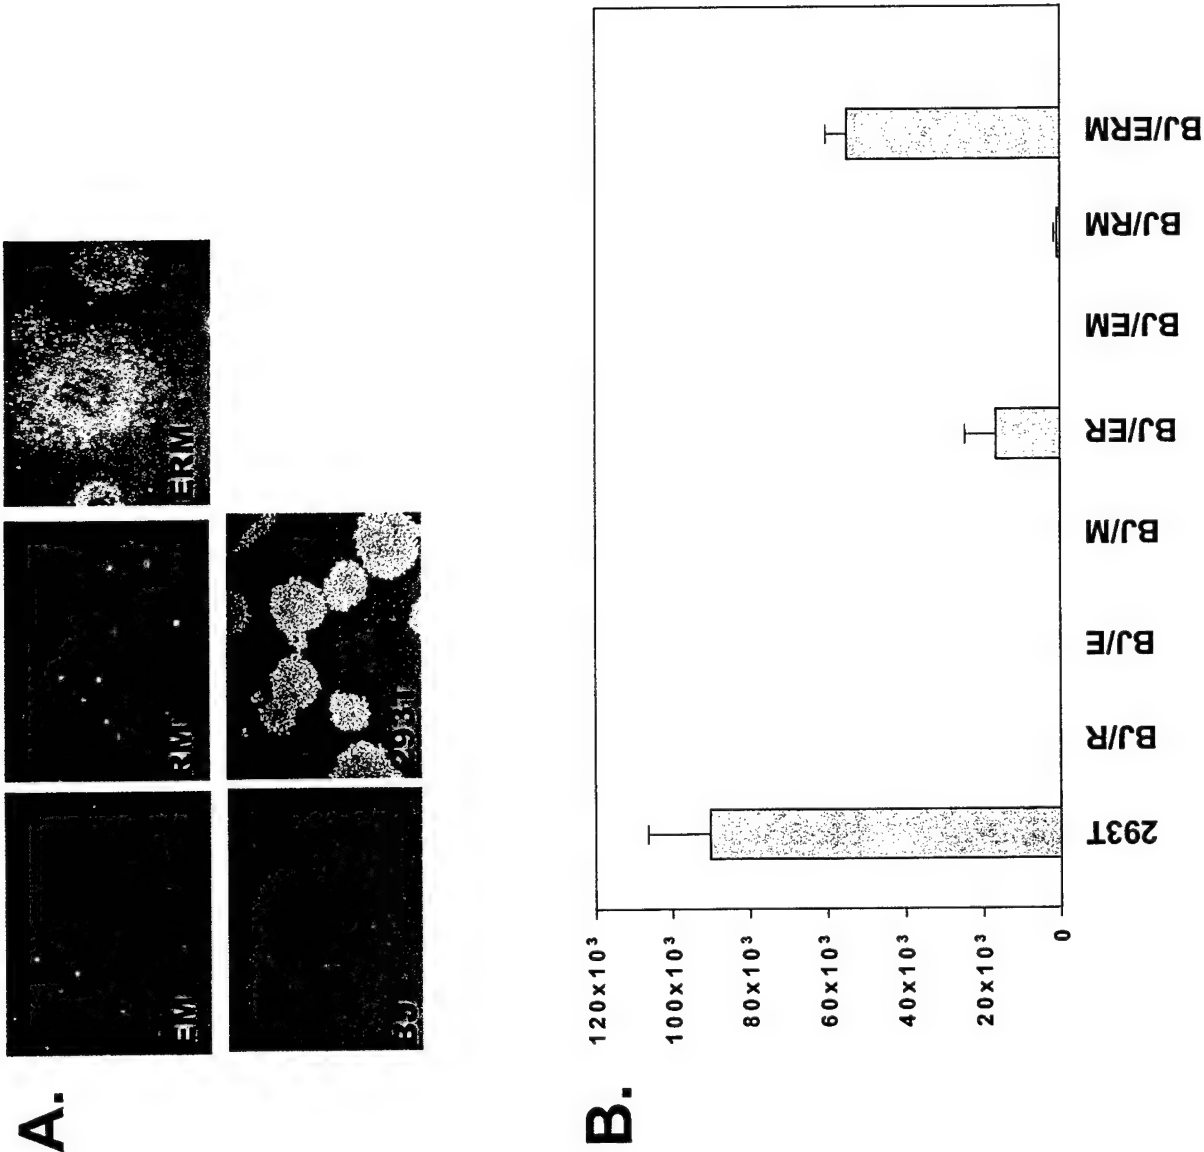 A.
EM
RM
ERM
BJ
293T
B.
120x10³
100x10³
80x10³
60x10³
40x10³
20x10³
0
293T
BJ/R
BJ/E
BJ/M
BJ/ER
BJ/EM
BJ/RM
BJ/ERM